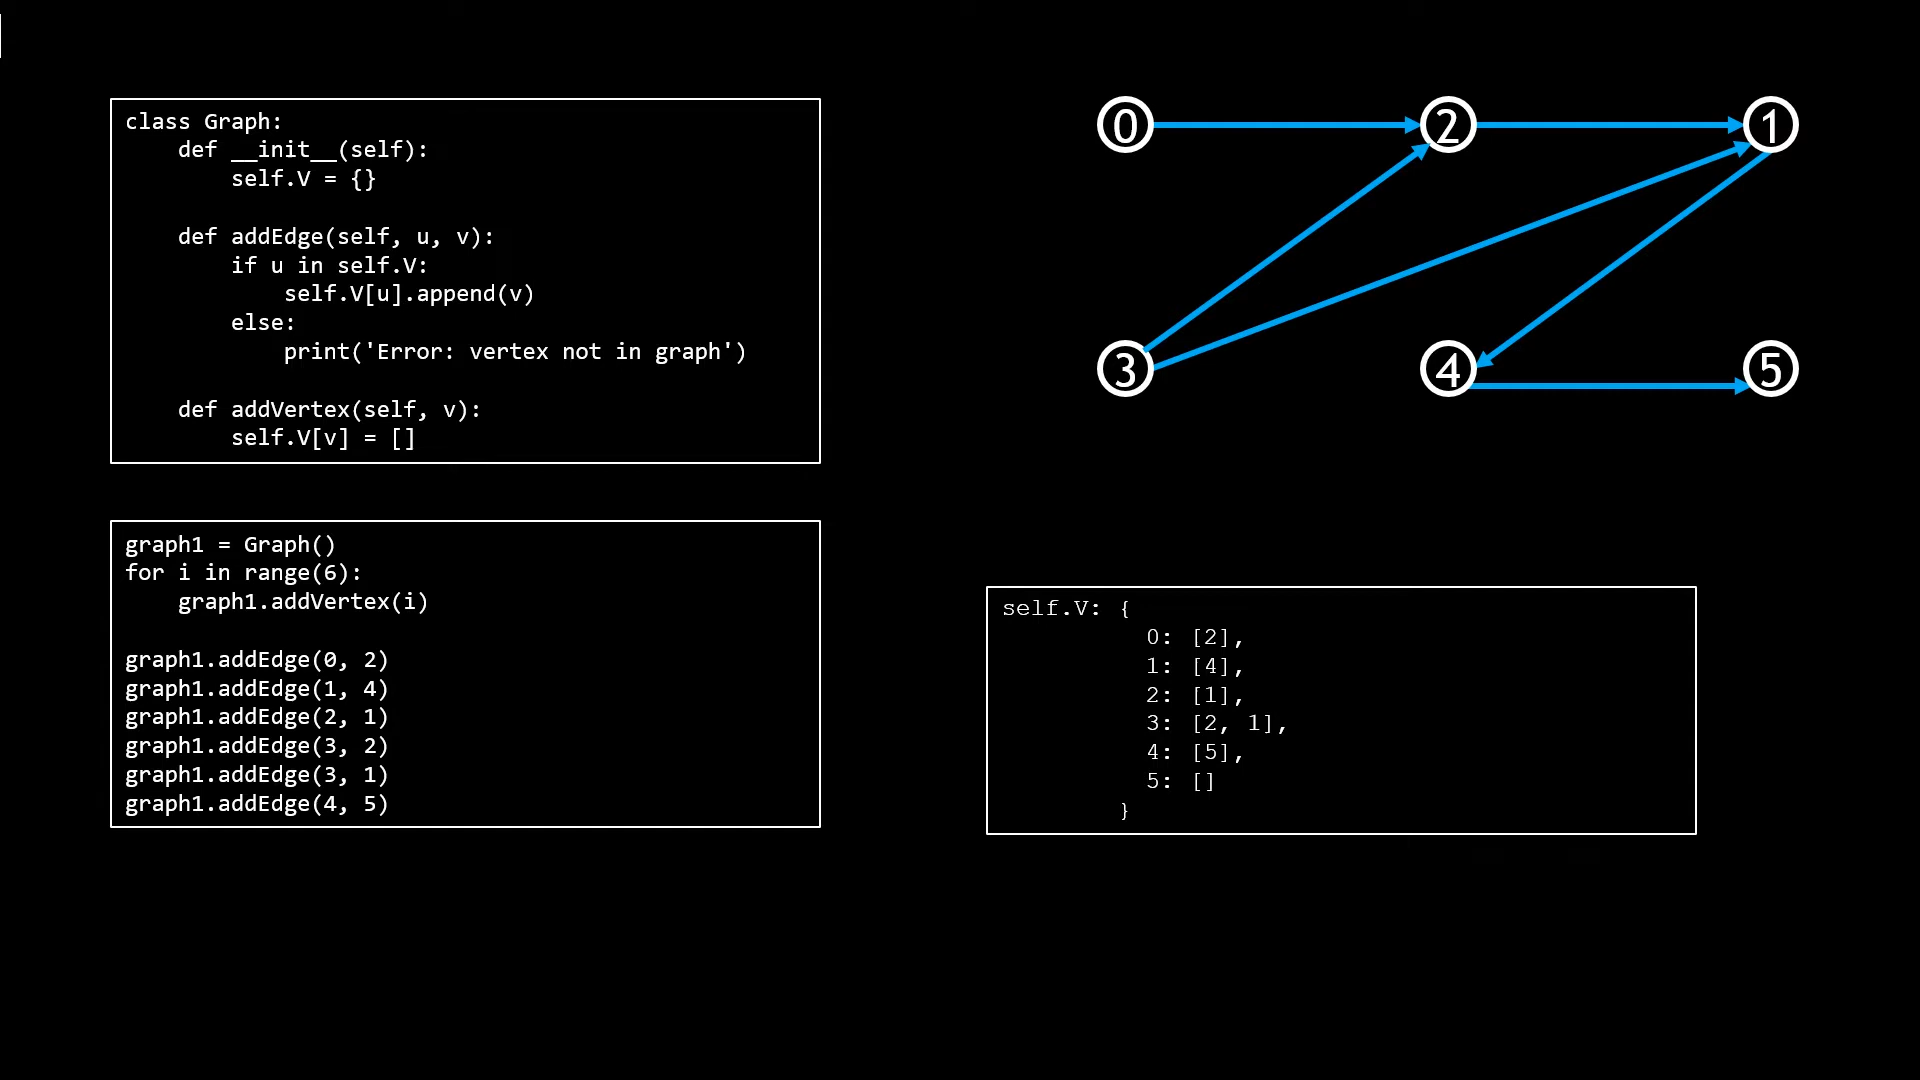 class Graph:
    def __init__(self):
        self.V = {}

    def addEdge(self, u, v):
        if u in self.V:
            self.V[u].append(v)
        else:
            print('Error: vertex not in graph')

    def addVertex(self, v):
        self.V[v] = []

graph1 = Graph()
for i in range(6):
    graph1.addVertex(i)

graph1.addEdge(0, 2)
graph1.addEdge(1, 4)
graph1.addEdge(2, 1)
graph1.addEdge(3, 2)
graph1.addEdge(3, 1)
graph1.addEdge(4, 5)

0 2 1
3 4 5

self.V: {
    0: [2],
    1: [4],
    2: [1],
    3: [2, 1],
    4: [5],
    5: []
}